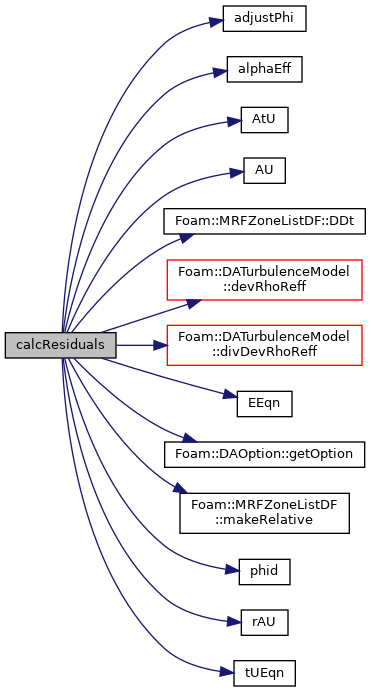 adjustPhi
alphaEff
AtU
AU
Foam::MRFZoneListDF::DDt
Foam::DATurbulenceModel
::devRhoReff
calcResiduals
Foam::DATurbulenceModel
::divDevRhoReff
EEqn
Foam::DAOption::getOption
Foam::MRFZoneListDF
::makeRelative
phid
rAU
tUEqn